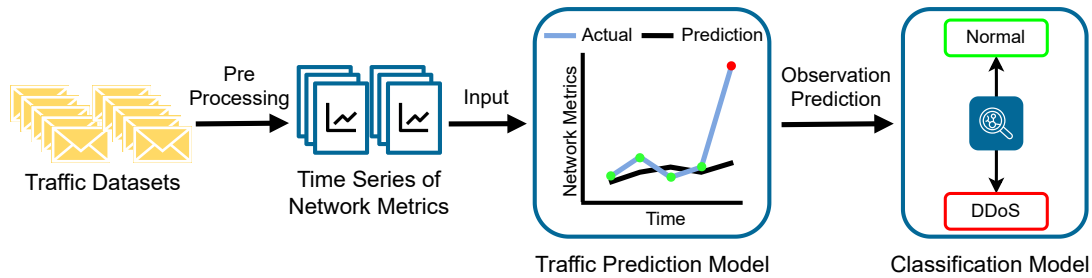 Traffic Datasets
Pre
Processing
Time Series of
Network Metrics
Input
Actual
Prediction
Network Metrics
Time
Traffic Prediction Model
Observation
Prediction
Normal
DDoS
Classification Model